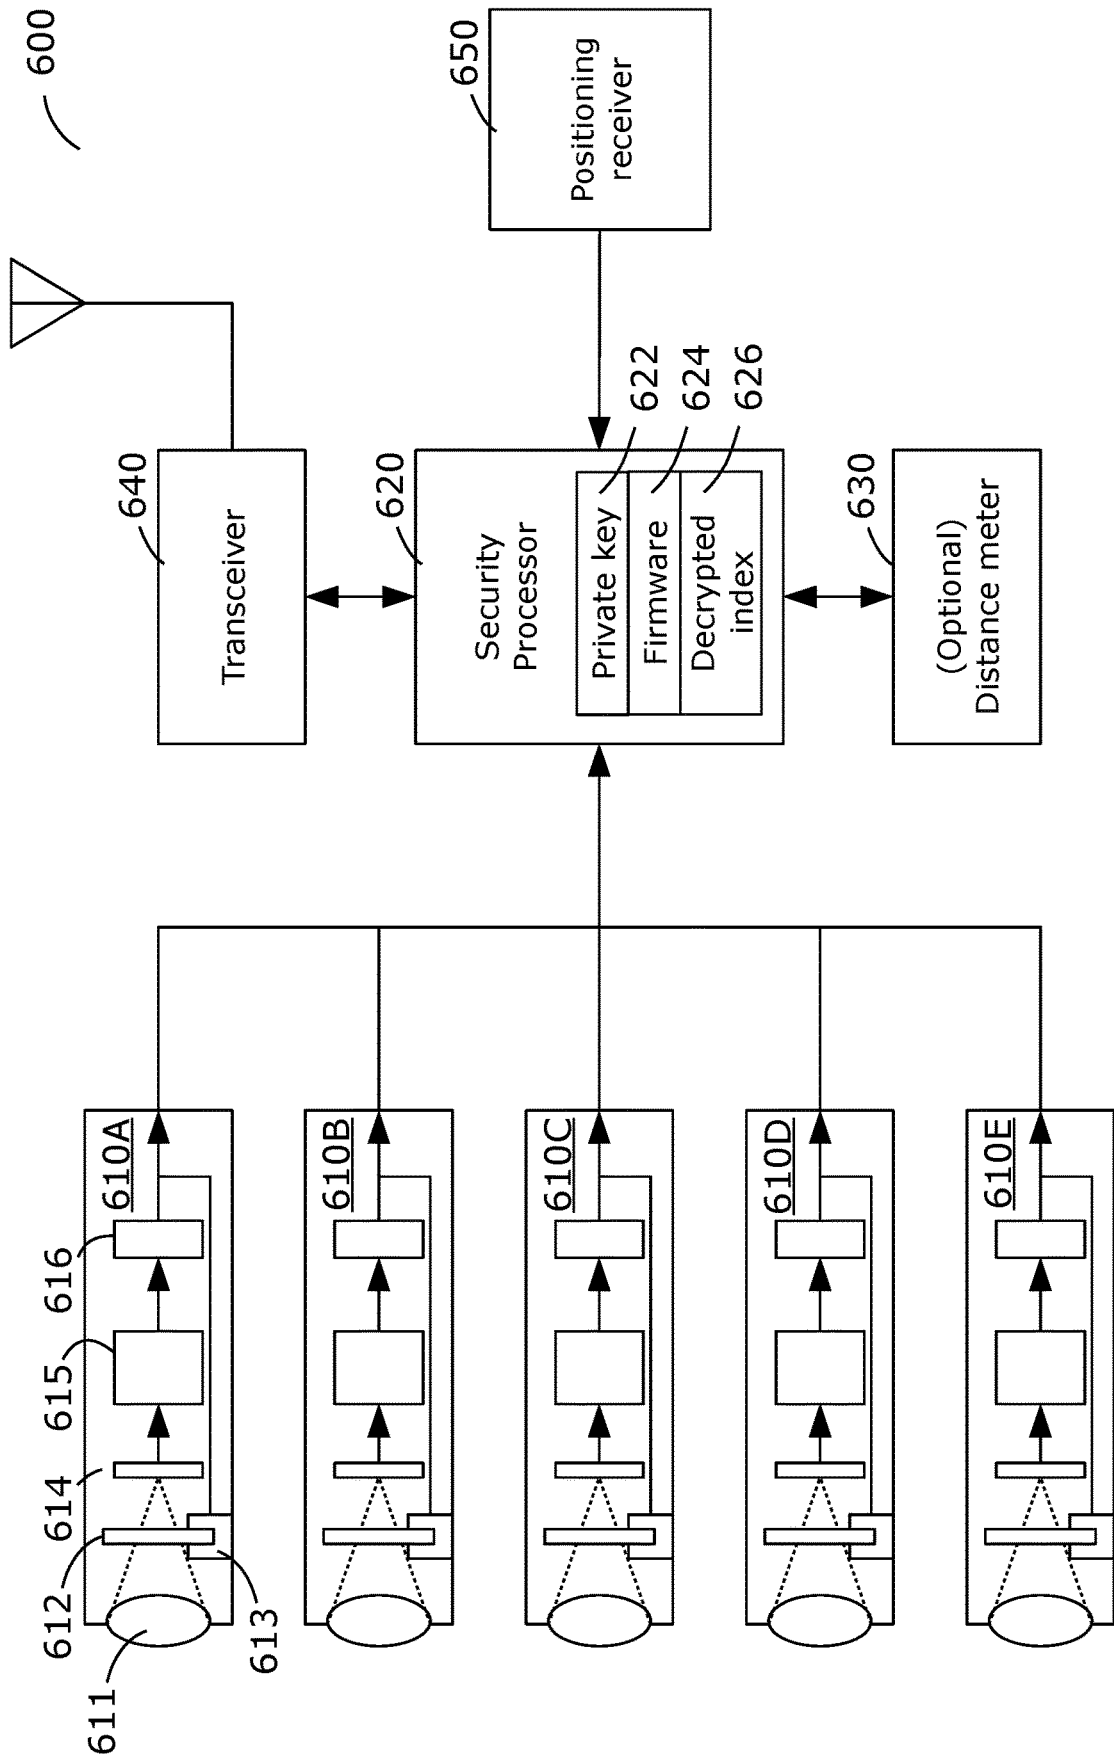 600
640
Transceiver
620
Security
Processor
Private key
622
Firmware
624
Decrypted
index
626
630
(Optional)
Distance meter
650
Positioning
receiver
610A
616
615
614
612
613
611
610B
610C
610D
610E